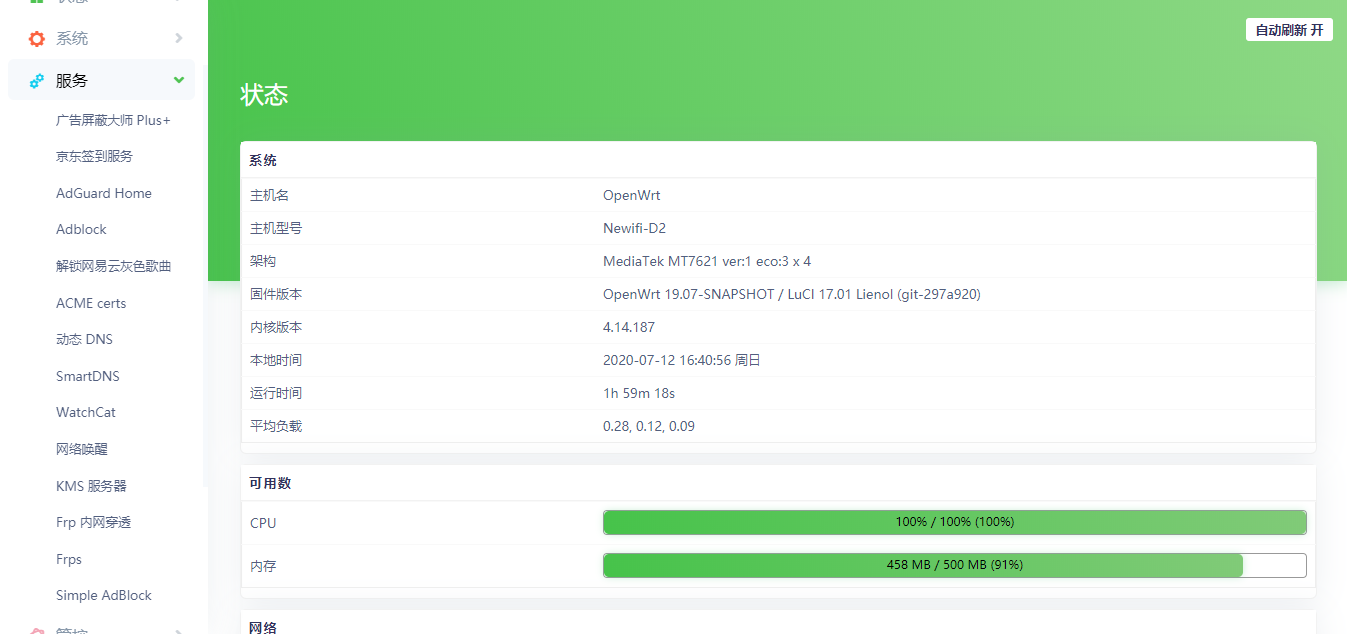 状态
系统
服务
广告屏蔽大师 Plus+
京东签到服务
AdGuard Home
Adblock
解锁网易云灰色歌曲
ACME certs
动态 DNS
SmartDNS
WatchCat
网络唤醒
KMS 服务器
Frp 内网穿透
Frps
Simple AdBlock
管控
自动刷新 开
状态
系统
主机名 OpenWrt
主机型号 Newifi-D2
架构 MediaTek MT7621 ver:1 eco:3 x 4
固件版本 OpenWrt 19.07-SNAPSHOT / LuCI 17.01 Lienol (git-297a920)
内核版本 4.14.187
本地时间 2020-07-12 16:40:56 周日
运行时间 1h 59m 18s
平均负载 0.28, 0.12, 0.09
可用数
CPU 100% / 100% (100%)
内存 458 MB / 500 MB (91%)
网络